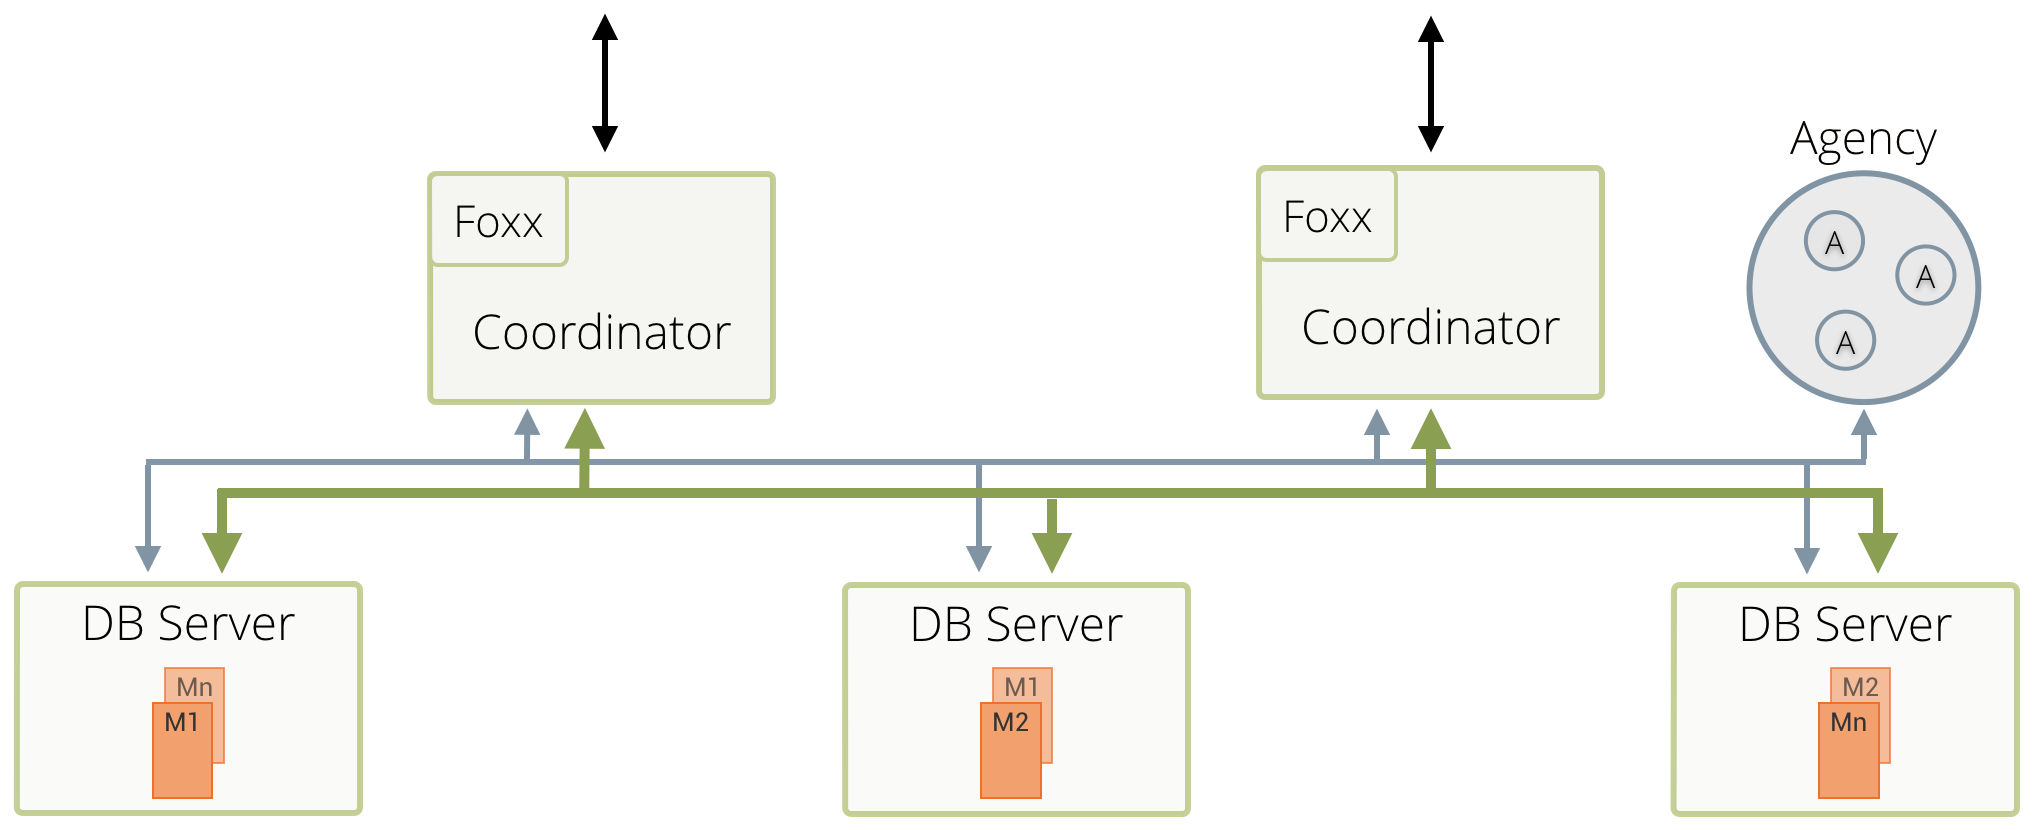 Agency
Foxx
Coordinator
Foxx
Coordinator
A
A
A
DB Server
Mn
M1
DB Server
M1
M2
DB Server
M2
Mn